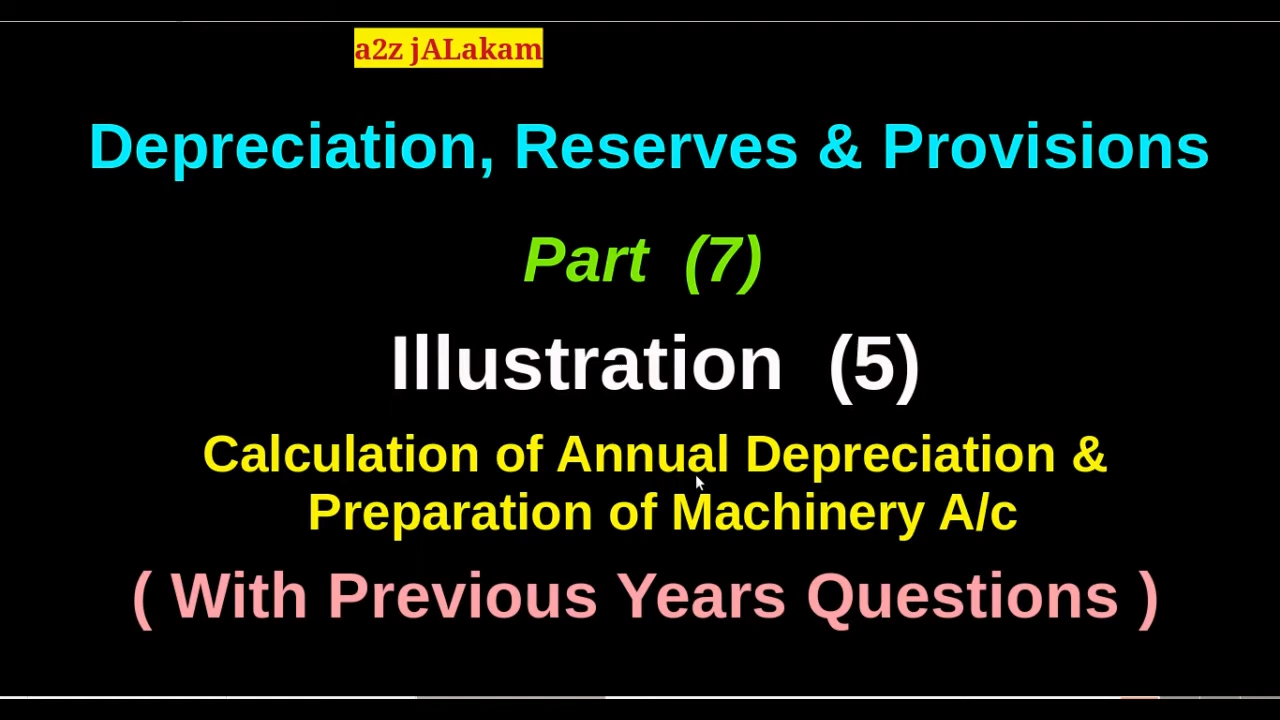 a2z jALakam
Depreciation, Reserves & Provisions
Part (7)
Illustration (5)
Calculation of Annual Depreciation &
Preparation of Machinery A/c
( With Previous Years Questions )